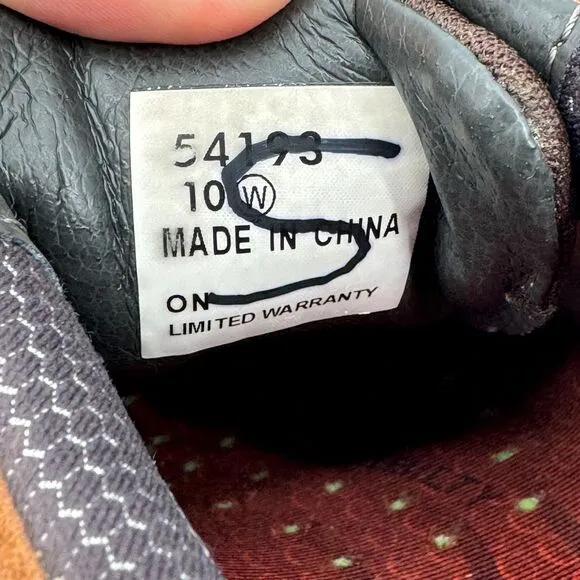 54193
10 W
MADE IN CHINA
ON
LIMITED WARRANTY